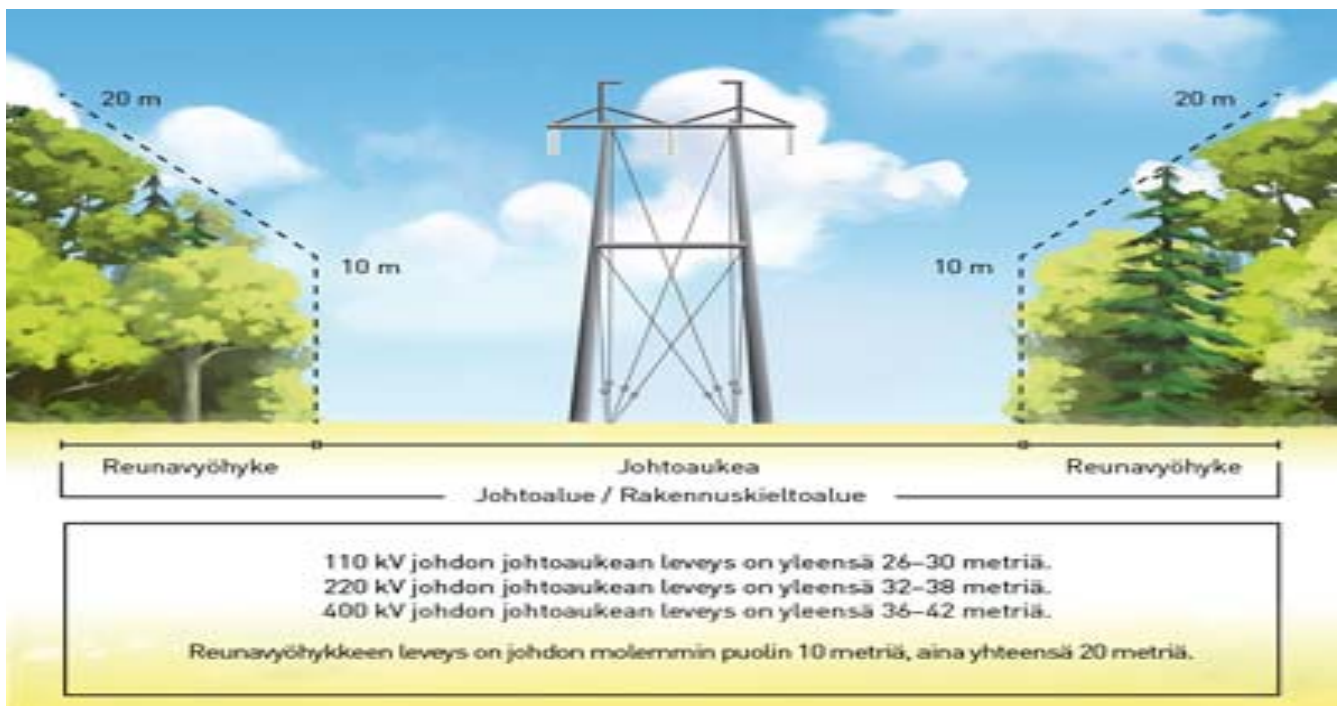 20 m
20 m
10 m
10 m
Reunavyöhyke
Johtoaukea
Reunavyöhyke
Johtoalue / Rakennuskieltoalue
110 kV johdon johtoaukean leveys on yleensä 26–30 metriä.
220 kV johdon johtoaukean leveys on yleensä 32–38 metriä.
400 kV johdon johtoaukean leveys on yleensä 36–42 metriä.
Reunavyöhykkeen leveys on johdon molemmin puolin 10 metriä, aina yhteensä 20 metriä.